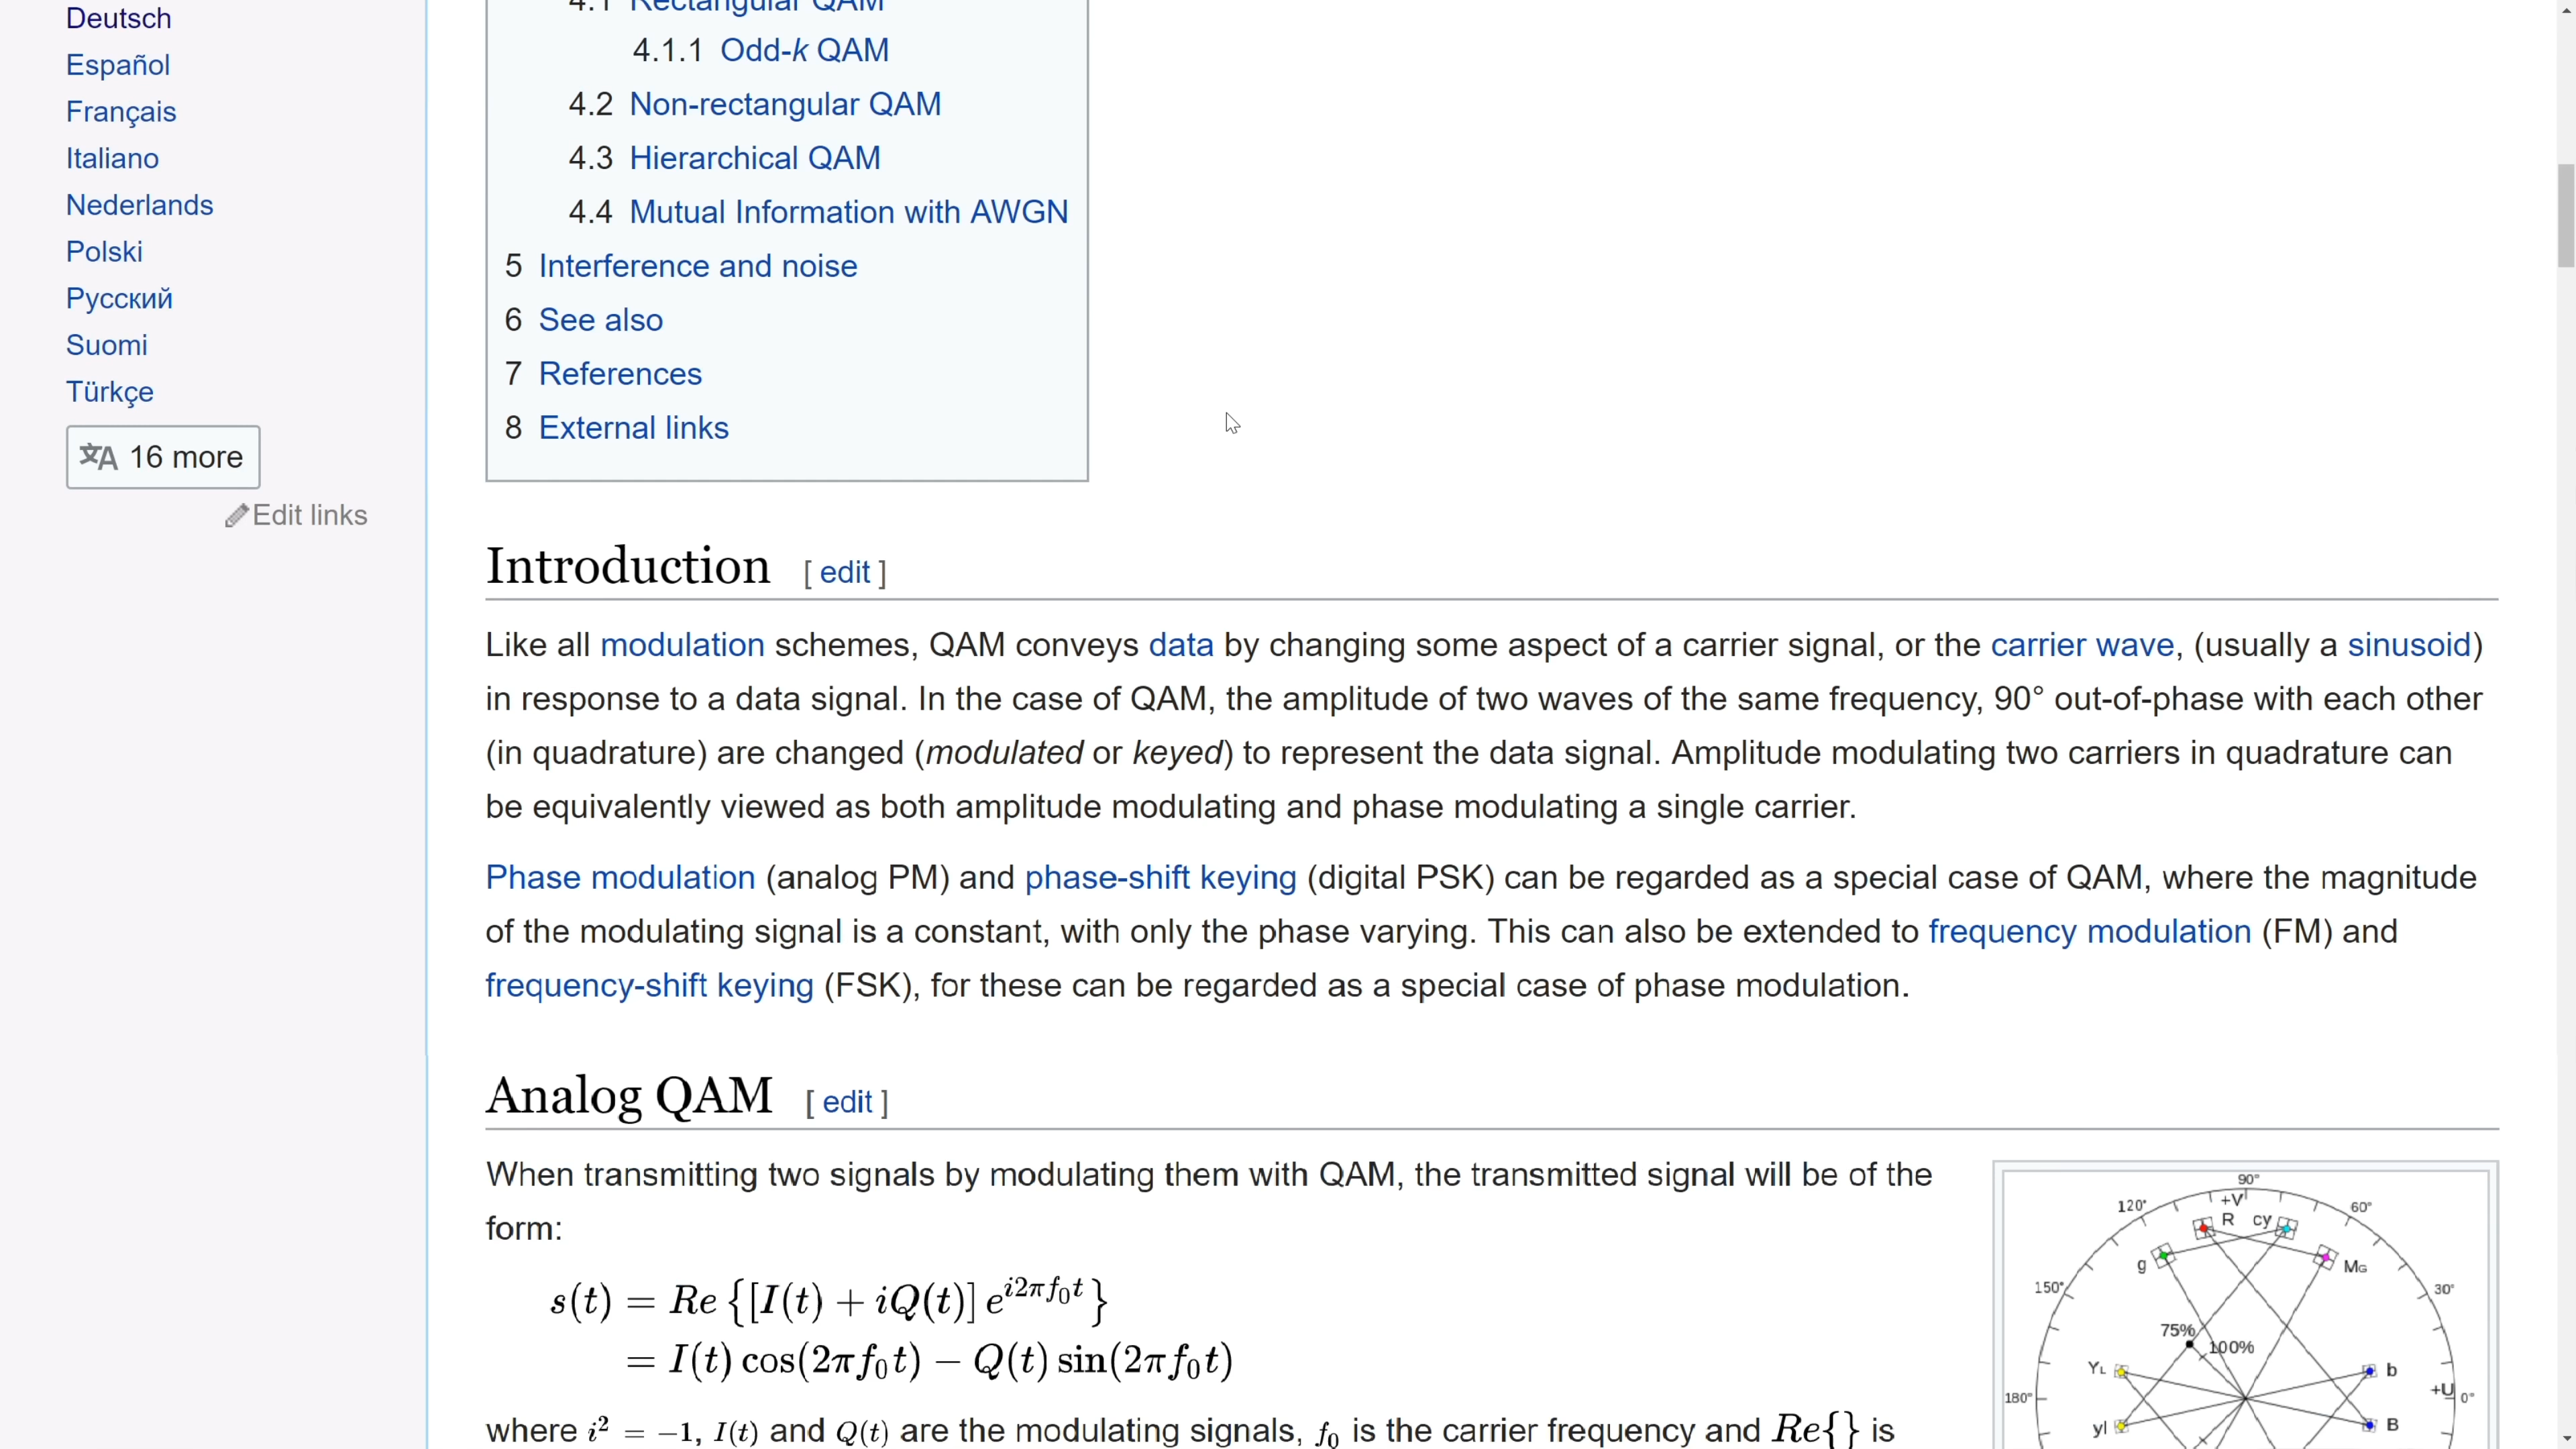 Deutsch
Español
Français
Italiano
Nederlands
Polski
Русский
Suomi
Türkçe
16 more
Edit links
4.1 Rectangular QAM
4.1.1 Odd-k QAM
4.2 Non-rectangular QAM
4.3 Hierarchical QAM
4.4 Mutual Information with AWGN
5 Interference and noise
6 See also
7 References
8 External links
Introduction [ edit ]
Like all modulation schemes, QAM conveys data by changing some aspect of a carrier signal, or the carrier wave, (usually a sinusoid)
in response to a data signal. In the case of QAM, the amplitude of two waves of the same frequency, 90° out-of-phase with each other
(in quadrature) are changed (modulated or keyed) to represent the data signal. Amplitude modulating two carriers in quadrature can
be equivalently viewed as both amplitude modulating and phase modulating a single carrier.
Phase modulation (analog PM) and phase-shift keying (digital PSK) can be regarded as a special case of QAM, where the magnitude
of the modulating signal is a constant, with only the phase varying. This can also be extended to frequency modulation (FM) and
frequency-shift keying (FSK), for these can be regarded as a special case of phase modulation.
Analog QAM [ edit ]
When transmitting two signals by modulating them with QAM, the transmitted signal will be of the
form:
s(t) = Re {[I(t) + iQ(t)] e^{i2πf₀t}}
= I(t) cos(2πf₀t) − Q(t) sin(2πf₀t)
where i² = −1, I(t) and Q(t) are the modulating signals, f₀ is the carrier frequency and Re{} is
90°
120° +V 60°
R cy
g MG
150° 30°
75%
100%
YL b
180° +U 0°
yl B